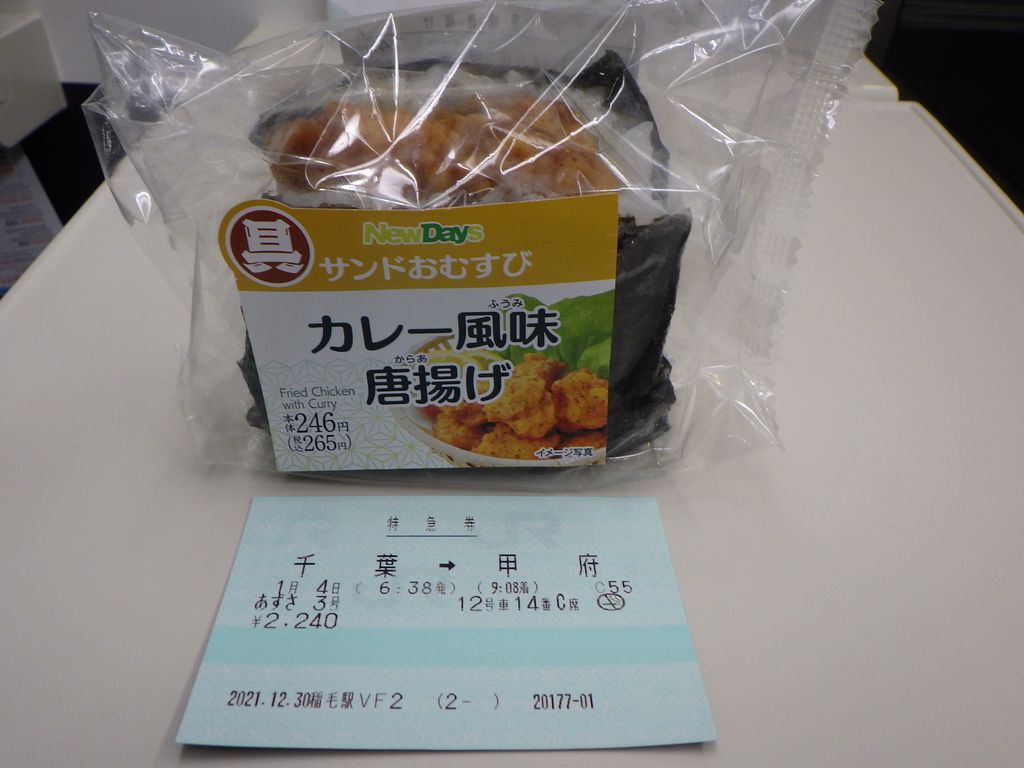 具
NewDays
サンドおむすび
ふうみ
カレー風味
からあ
唐揚げ
Fried Chicken
with Curry
本体246円
(税込265円)
イメージ写真
特急券
千葉 → 甲府
1月 4日 ( 6:38発) ( 9:08着) C55
あずさ 3号 12号車14番C席
¥2.240
2021.12.30稲毛駅VF2 (2- ) 20177-01